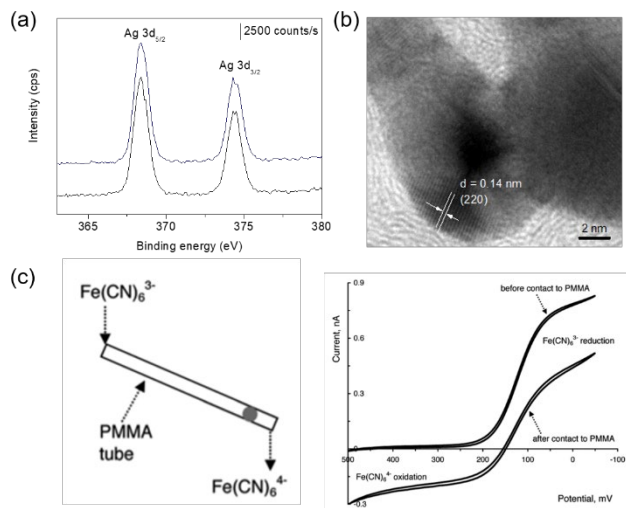 (a)
Ag 3d5/2
Ag 3d3/2
2500 counts/s
Intensity (cps)
365 370 375 380
Binding energy (eV)
(b)
d = 0.14 nm
(220)
2 nm
(c)
Fe(CN)₆³⁻
PMMA
tube
Fe(CN)₆⁴⁻
Current, nA
0.9
0.6
0.3
0
-0.3
500 400 300 200 100 0 -100
before contact to PMMA
Fe(CN)₆³⁻ reduction
after contact to PMMA
Fe(CN)₆⁴⁻ oxidation
Potential, mV